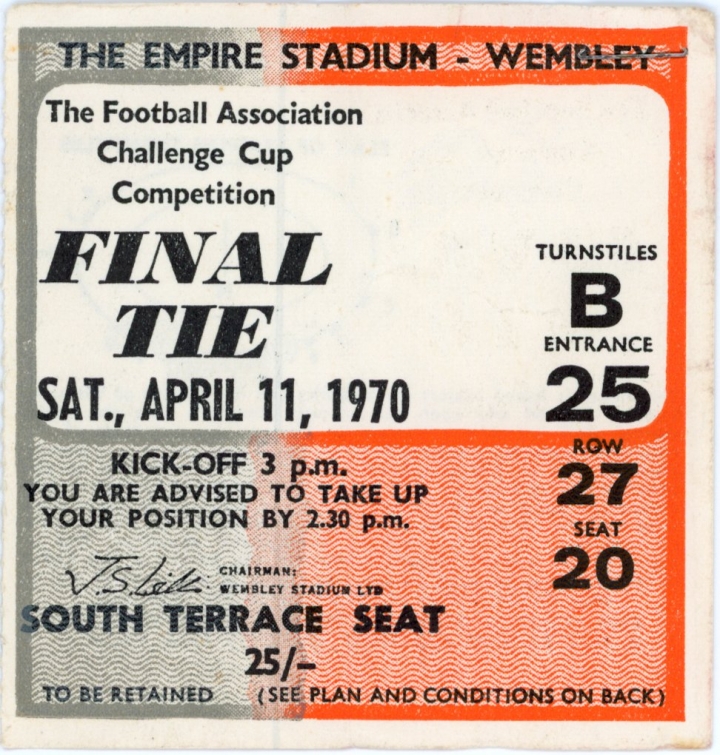 THE EMPIRE STADIUM - WEMBLEY
The Football Association
Challenge Cup
Competition
FINAL
TIE
SAT., APRIL 11, 1970
TURNSTILES
B
ENTRANCE
25
ROW
27
SEAT
20
KICK-OFF 3 p.m.
YOU ARE ADVISED TO TAKE UP
YOUR POSITION BY 2.30 p.m.
CHAIRMAN:
WEMBLEY STADIUM LTD
SOUTH TERRACE SEAT
25/-
TO BE RETAINED (SEE PLAN AND CONDITIONS ON BACK)